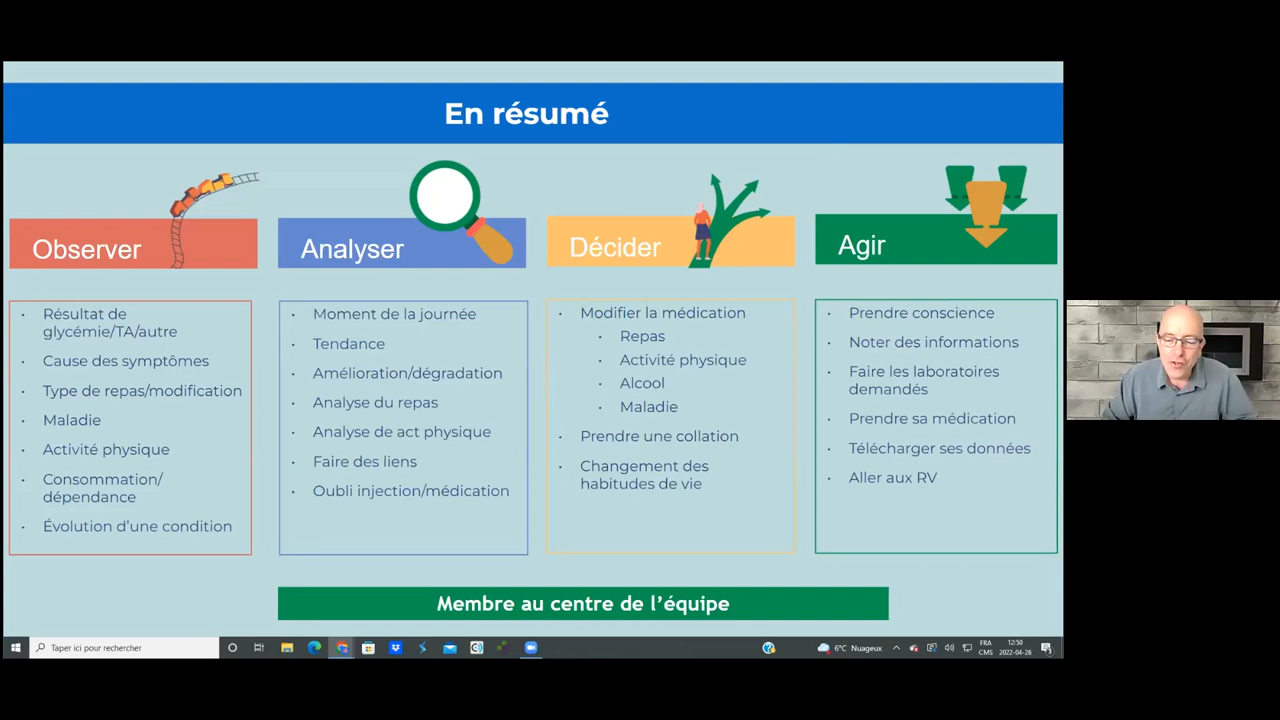 En résumé
Observer
Résultat de
glycémie/TA/autre
Cause des symptômes
Type de repas/modification
Maladie
Activité physique
Consommation/
dépendance
Évolution d'une condition
Analyser
Moment de la journée
Tendance
Amélioration/dégradation
Analyse du repas
Analyse de act physique
Faire des liens
Oubli injection/médication
Décider
Modifier la médication
Repas
Activité physique
Alcool
Maladie
Prendre une collation
Changement des
habitudes de vie
Agir
Prendre conscience
Noter des informations
Faire les laboratoires
demandés
Prendre sa médication
Télécharger ses données
Aller aux RV
Membre au centre de l'équipe
Taper ici pour rechercher
6°C Nuageux
FRA
CMS
12:50
2022-04-26